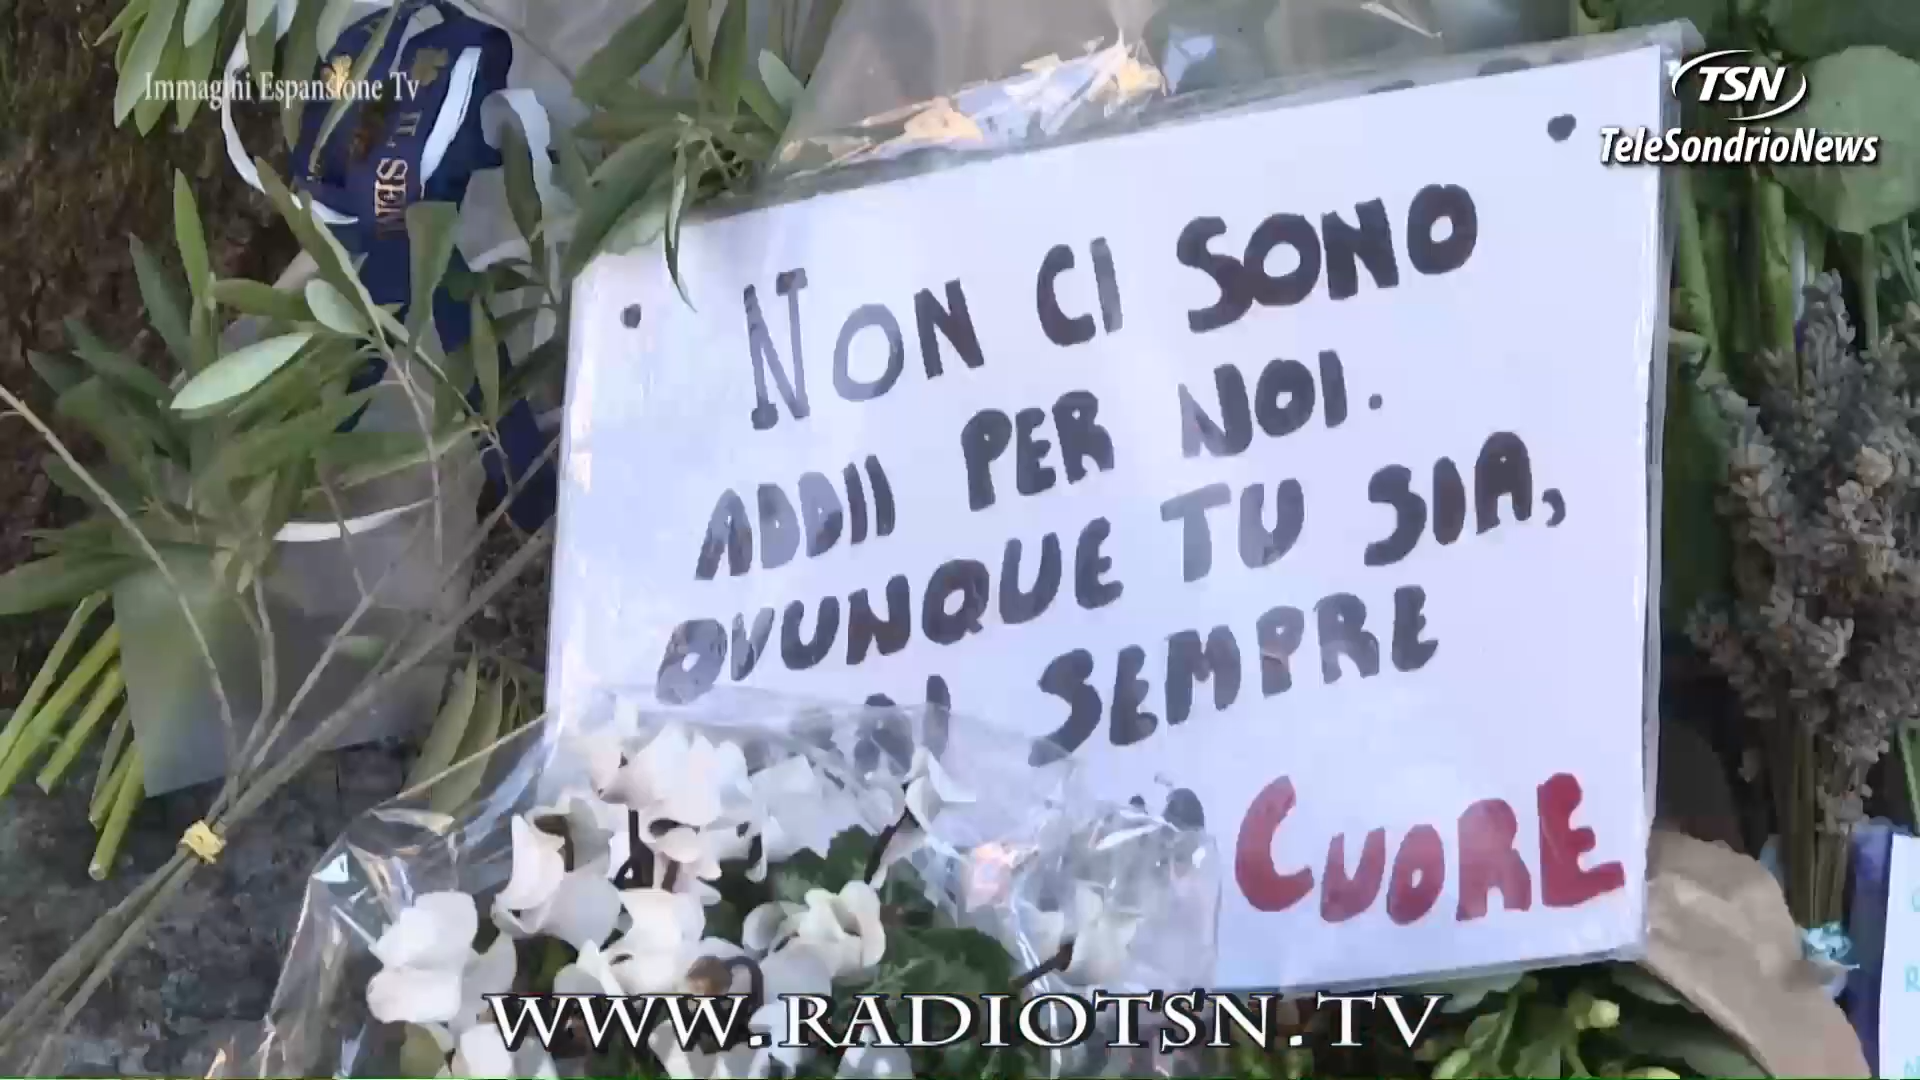 Immagini Espansione Tv
TSN
TeleSondrioNews
NON CI SONO
ADDII PER NOI.
OVUNQUE TU SIA,
SEMPRE
CUORE
WWW.RADIOTSN.TV